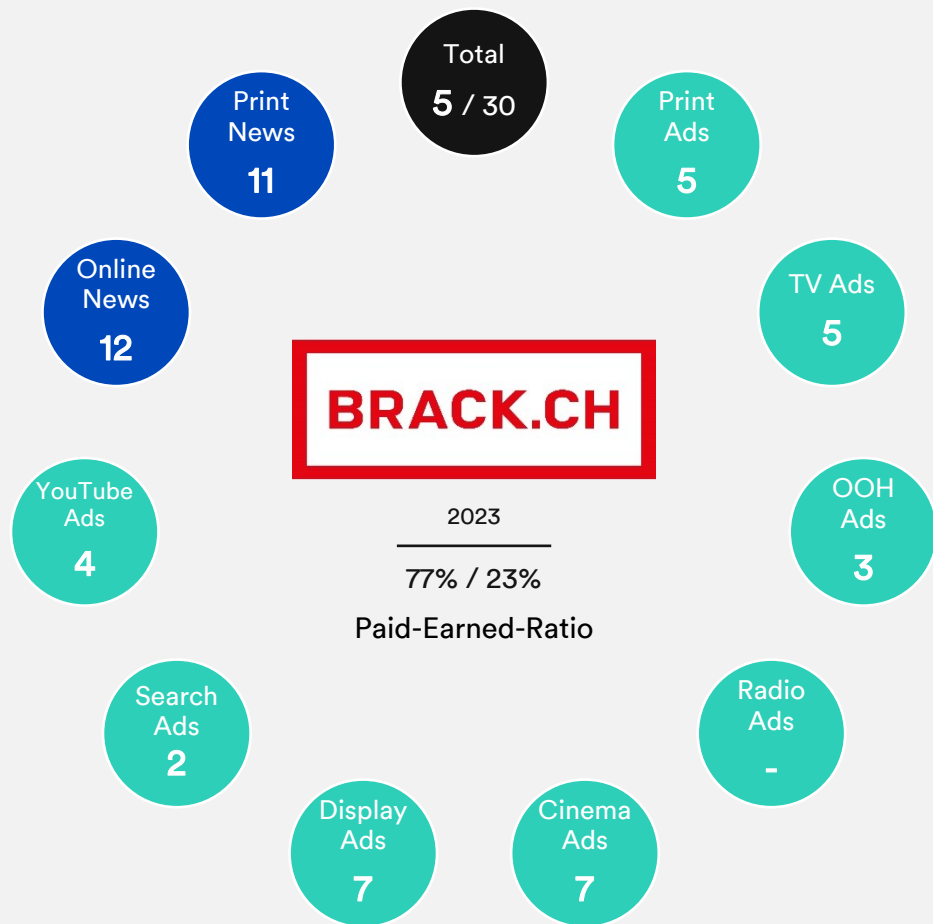 Total
5 / 30
Print
Ads
5
TV Ads
5
OOH
Ads
3
Radio
Ads
-
Cinema
Ads
7
Display
Ads
7
Search
Ads
2
YouTube
Ads
4
Online
News
12
Print
News
11
BRACK.CH
2023
77% / 23%
Paid-Earned-Ratio